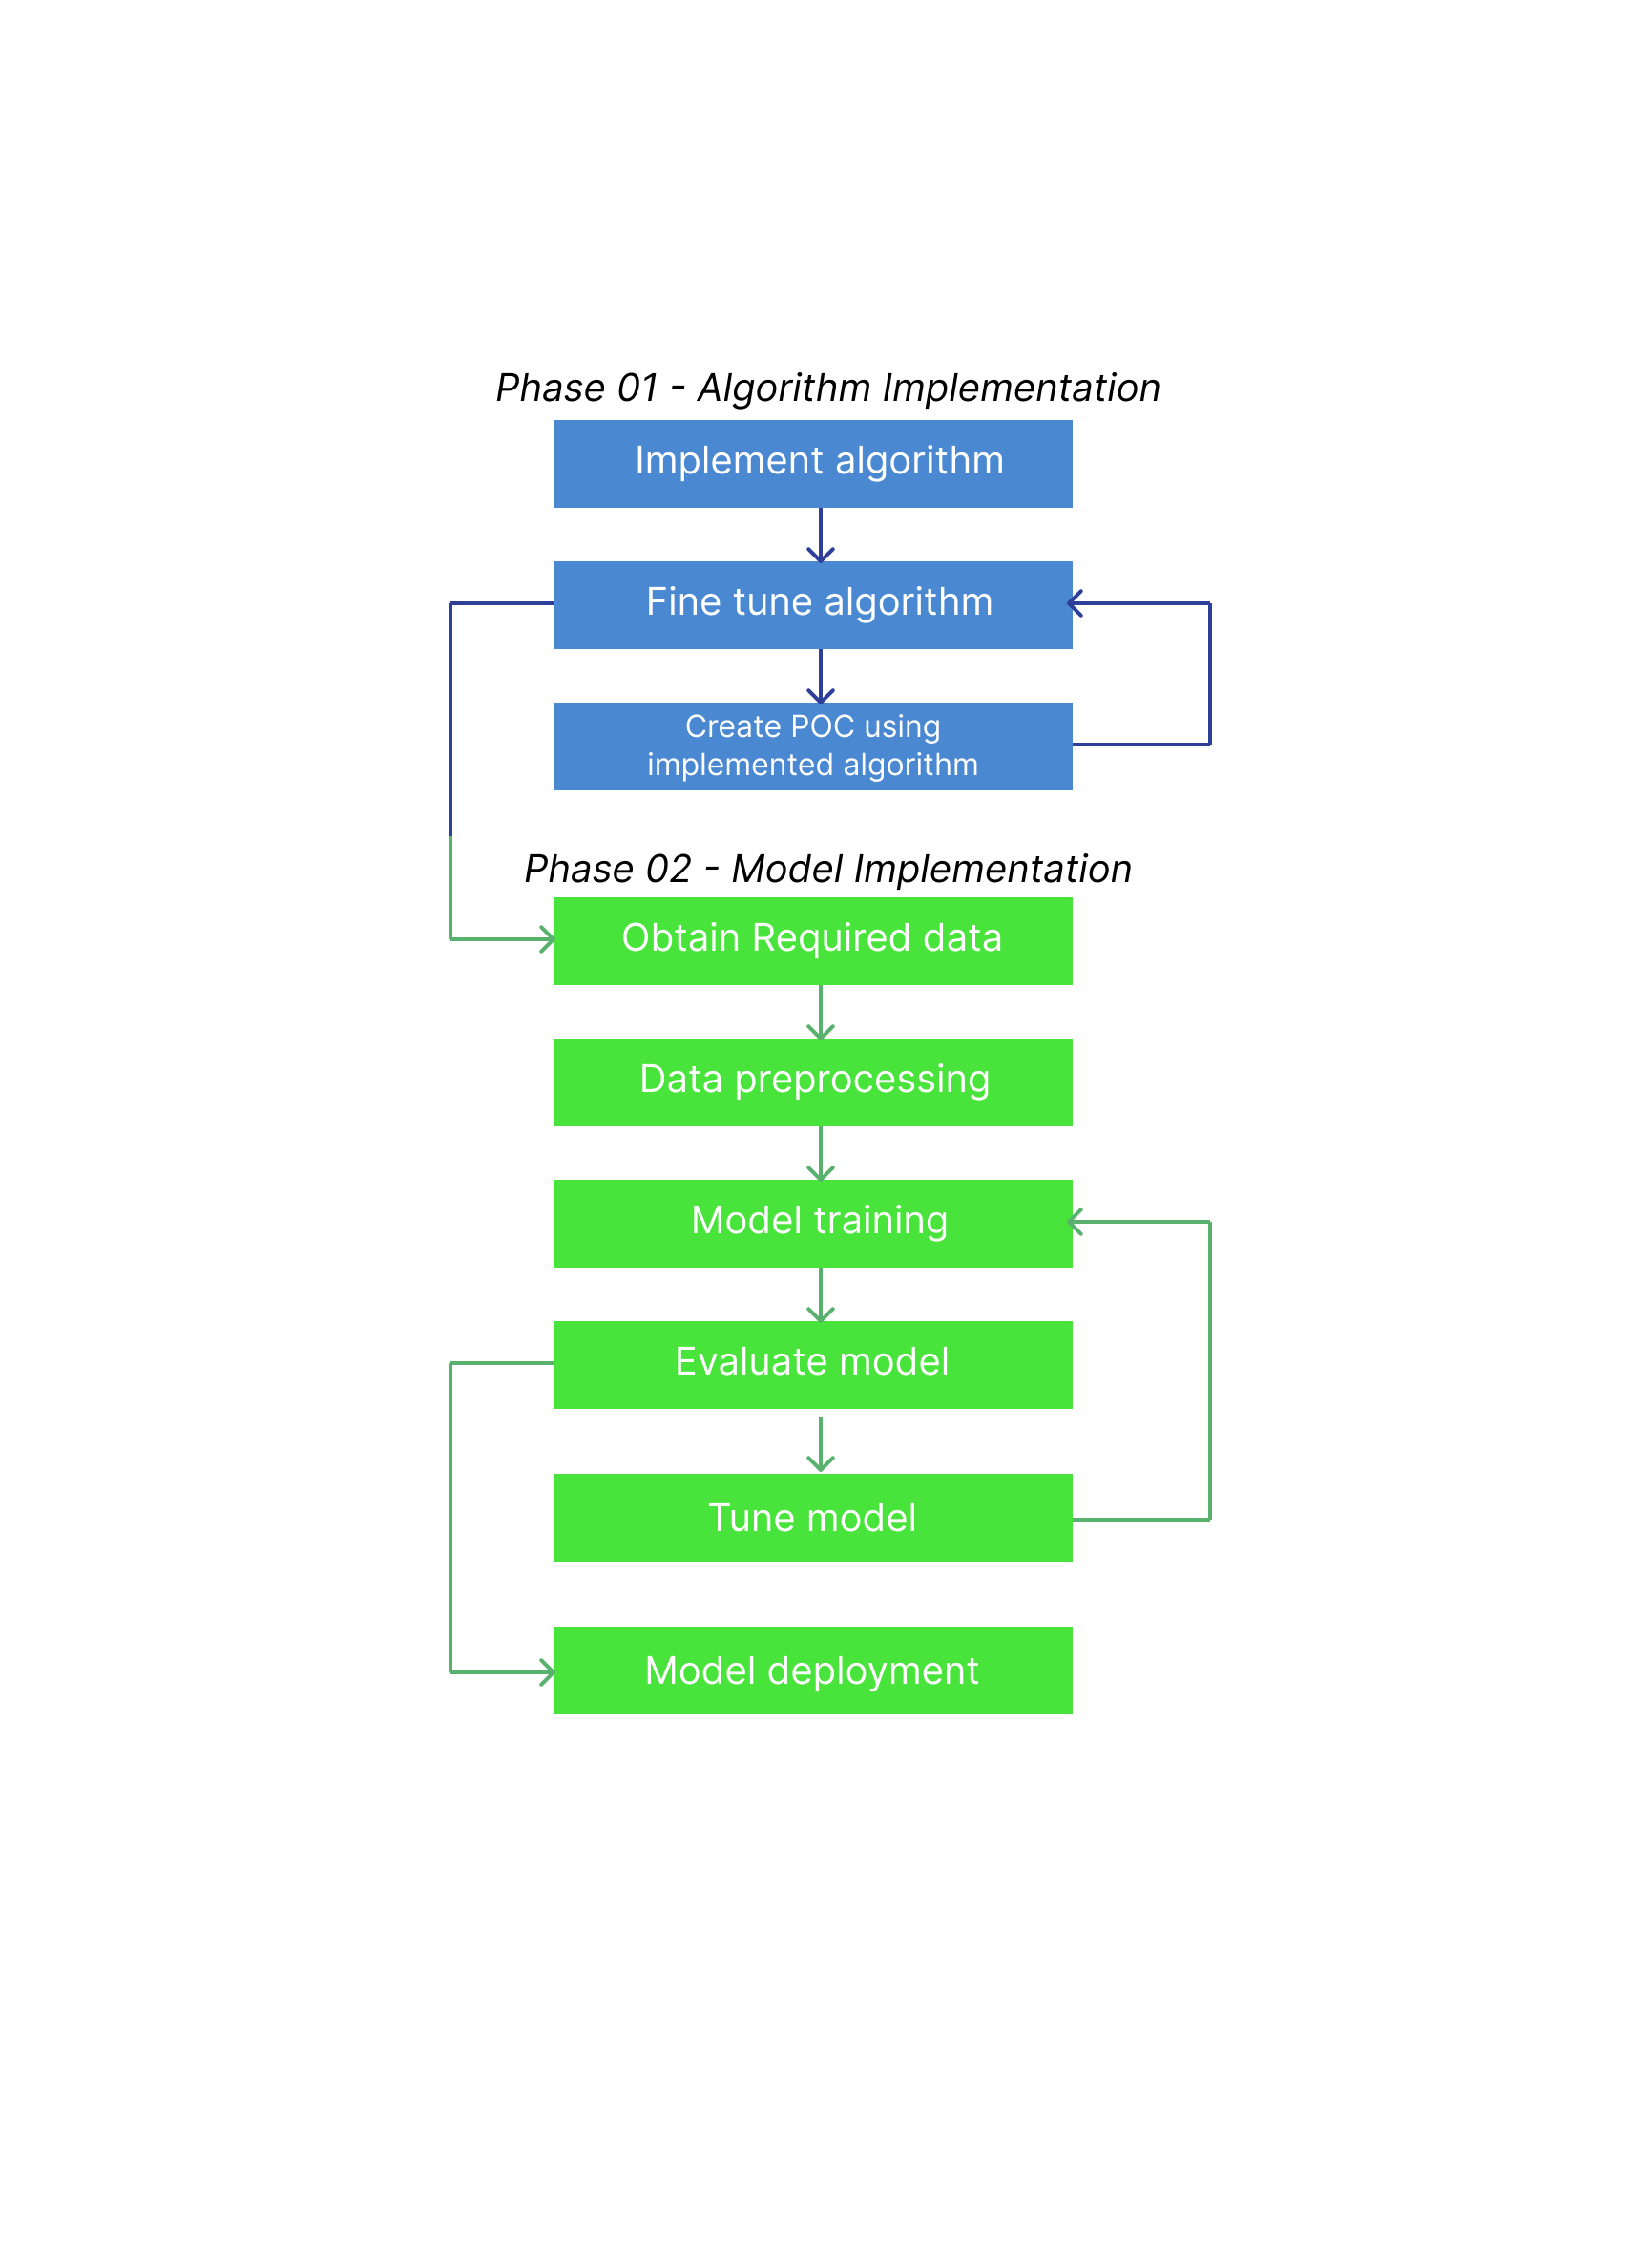 Phase 01 - Algorithm Implementation
Implement algorithm
Fine tune algorithm
Create POC using
implemented algorithm
Phase 02 - Model Implementation
Obtain Required data
Data preprocessing
Model training
Evaluate model
Tune model
Model deployment